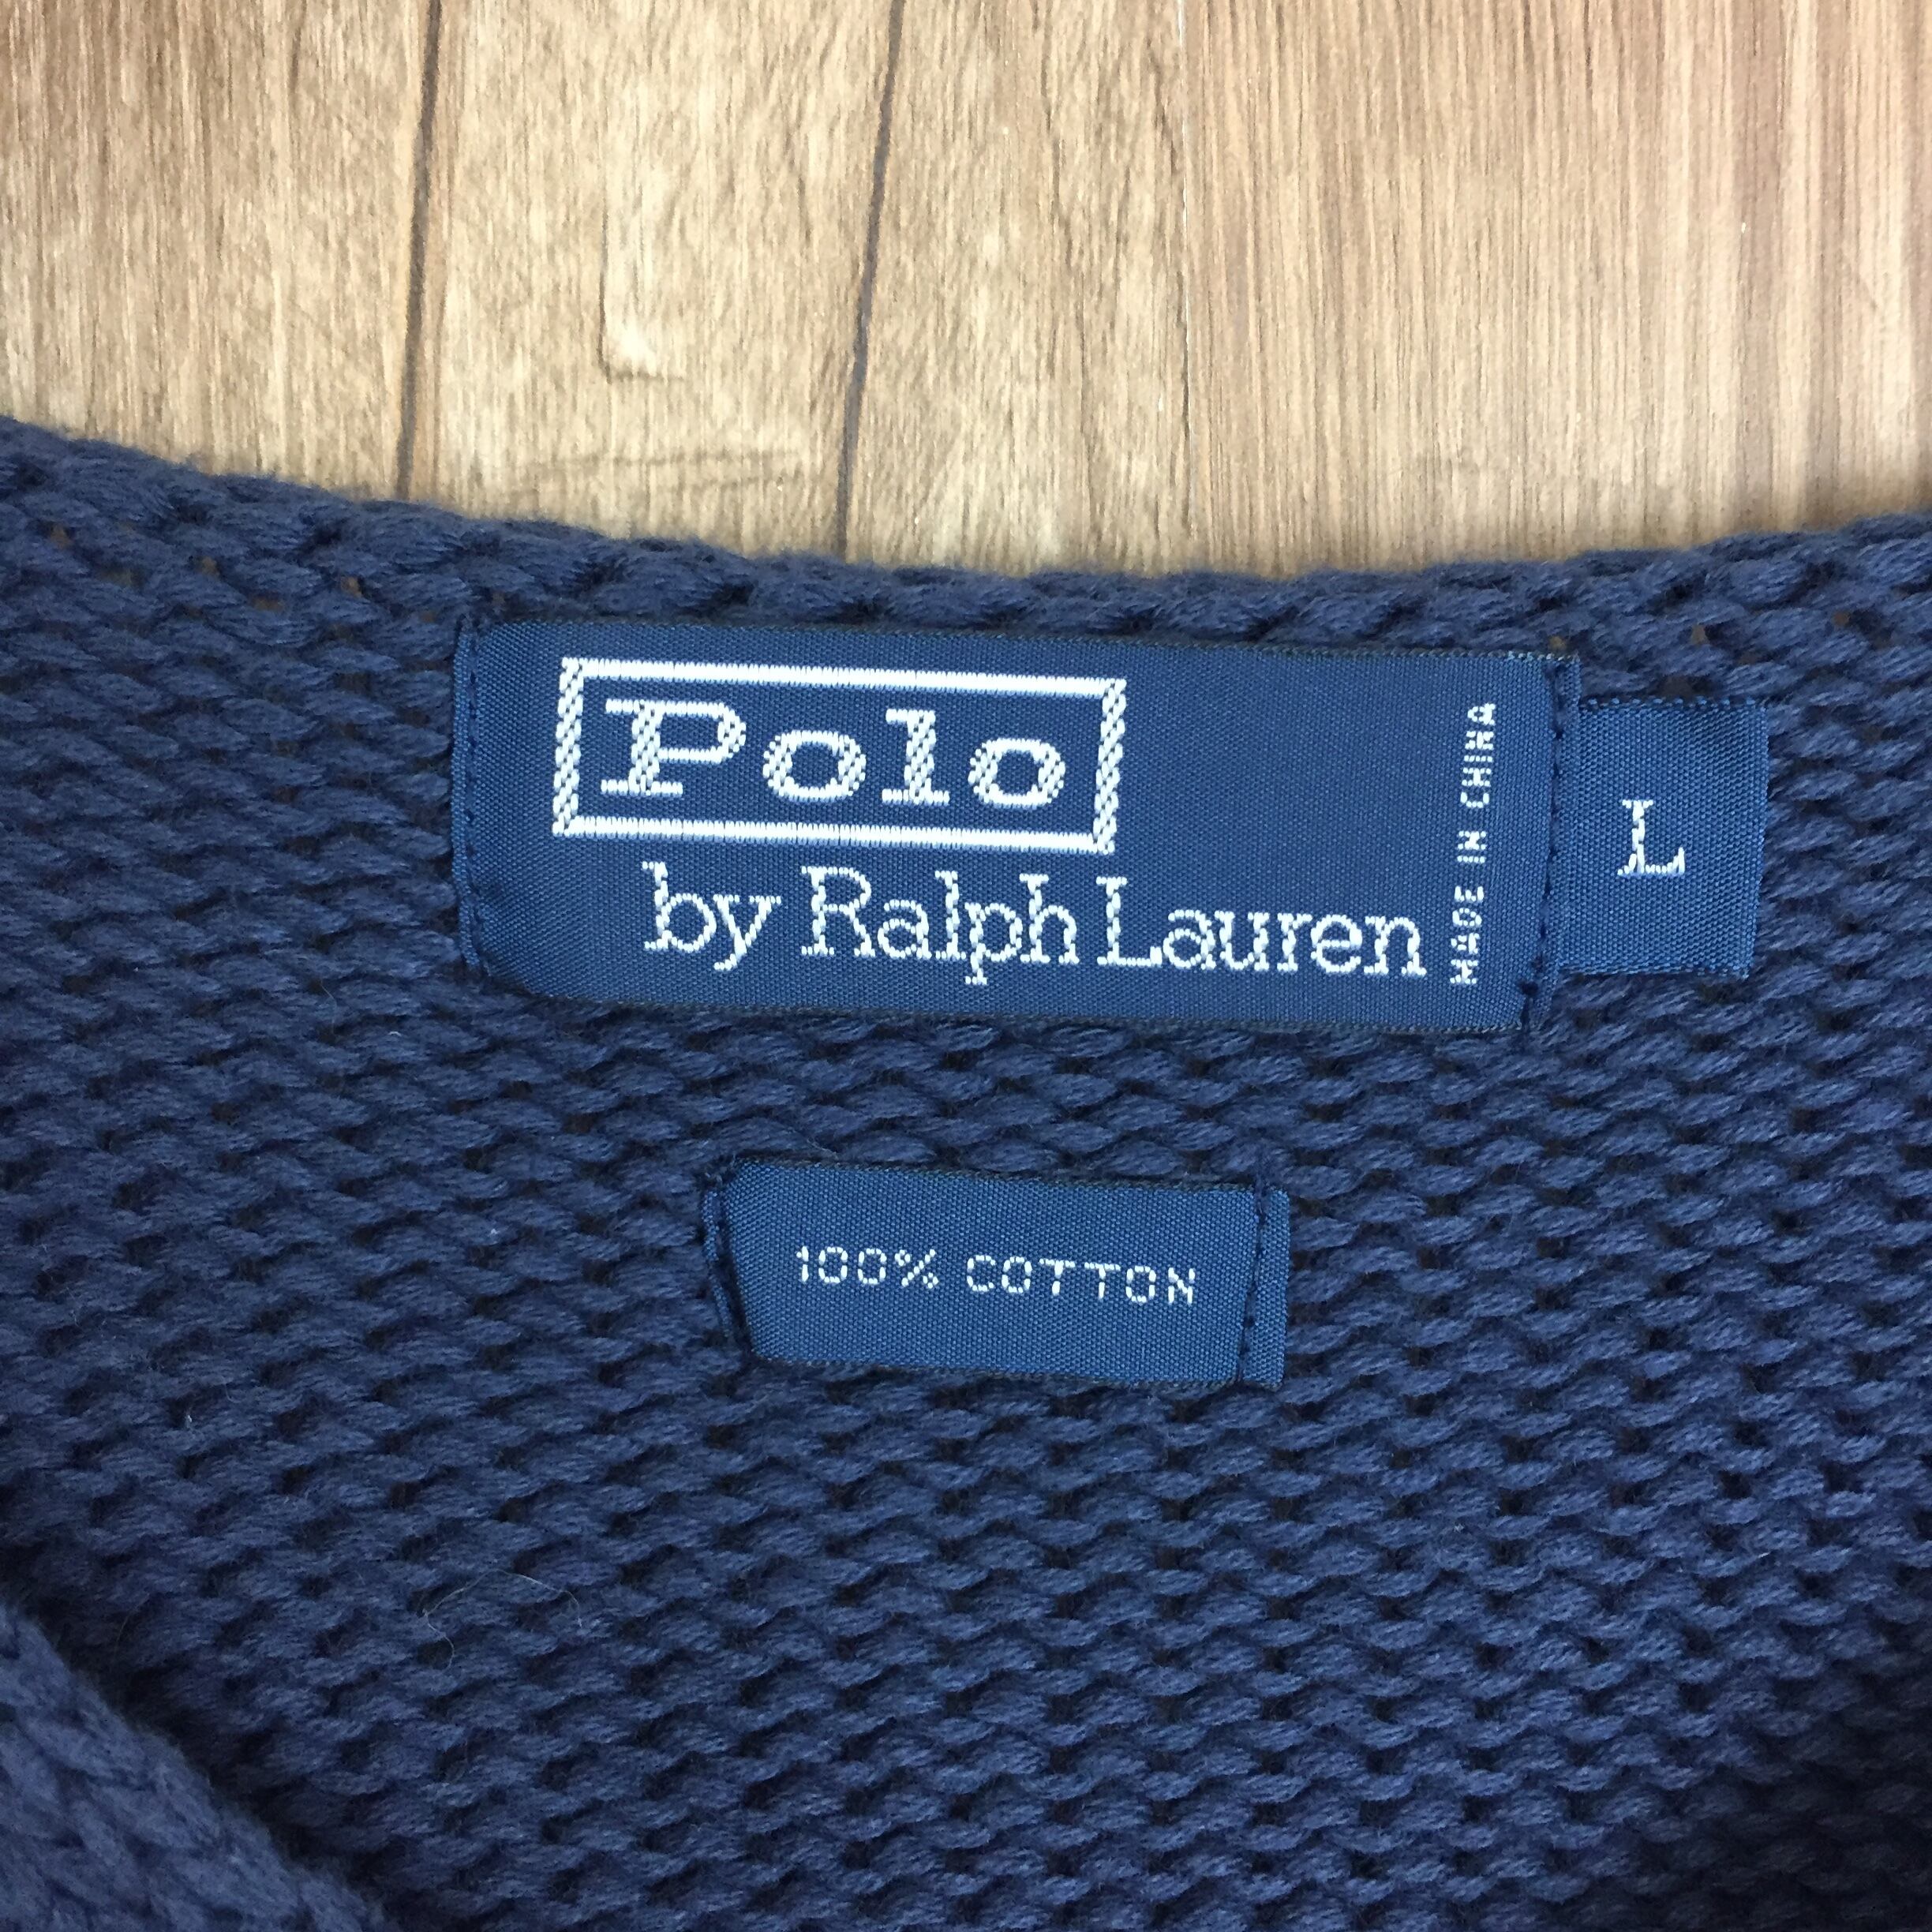 Polo
by Ralph Lauren
MADE IN CHINA
L
100% COTTON